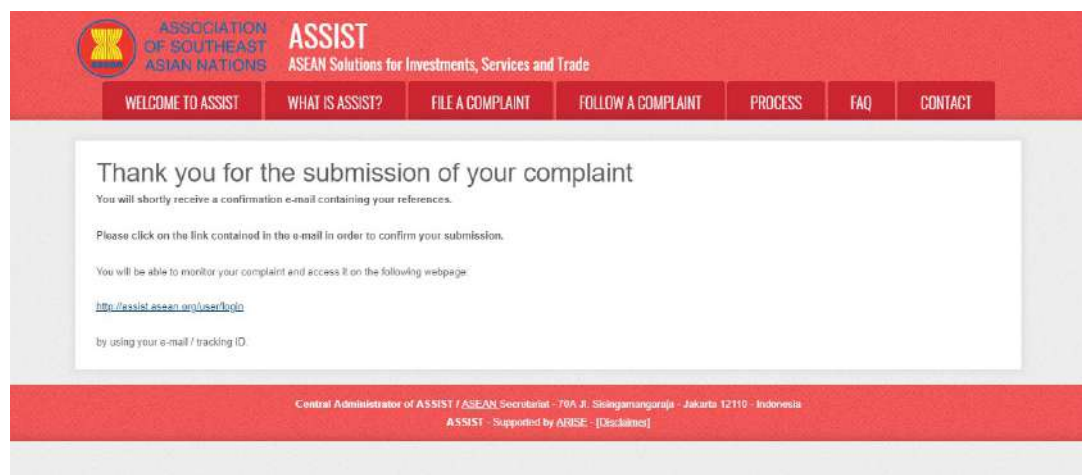 ASSOCIATION
OF SOUTHEAST
ASIAN NATIONS
ASSIST
ASEAN Solutions for Investments, Services and Trade
WELCOME TO ASSIST WHAT IS ASSIST? FILE A COMPLAINT FOLLOW A COMPLAINT PROCESS FAQ CONTACT
Thank you for the submission of your complaint
You will shortly receive a confirmation e-mail containing your references.
Please click on the link contained in the e-mail in order to confirm your submission.
You will be able to monitor your complaint and access it on the following webpage:
http://assist.asean.org/user/login
by using your e-mail / tracking ID.
Central Administrator of ASSIST / ASEAN Secretariat - 70A Jl. Sisingamangaraja - Jakarta 12110 - Indonesia
ASSIST - Supported by ARISE - [Disclaimer]